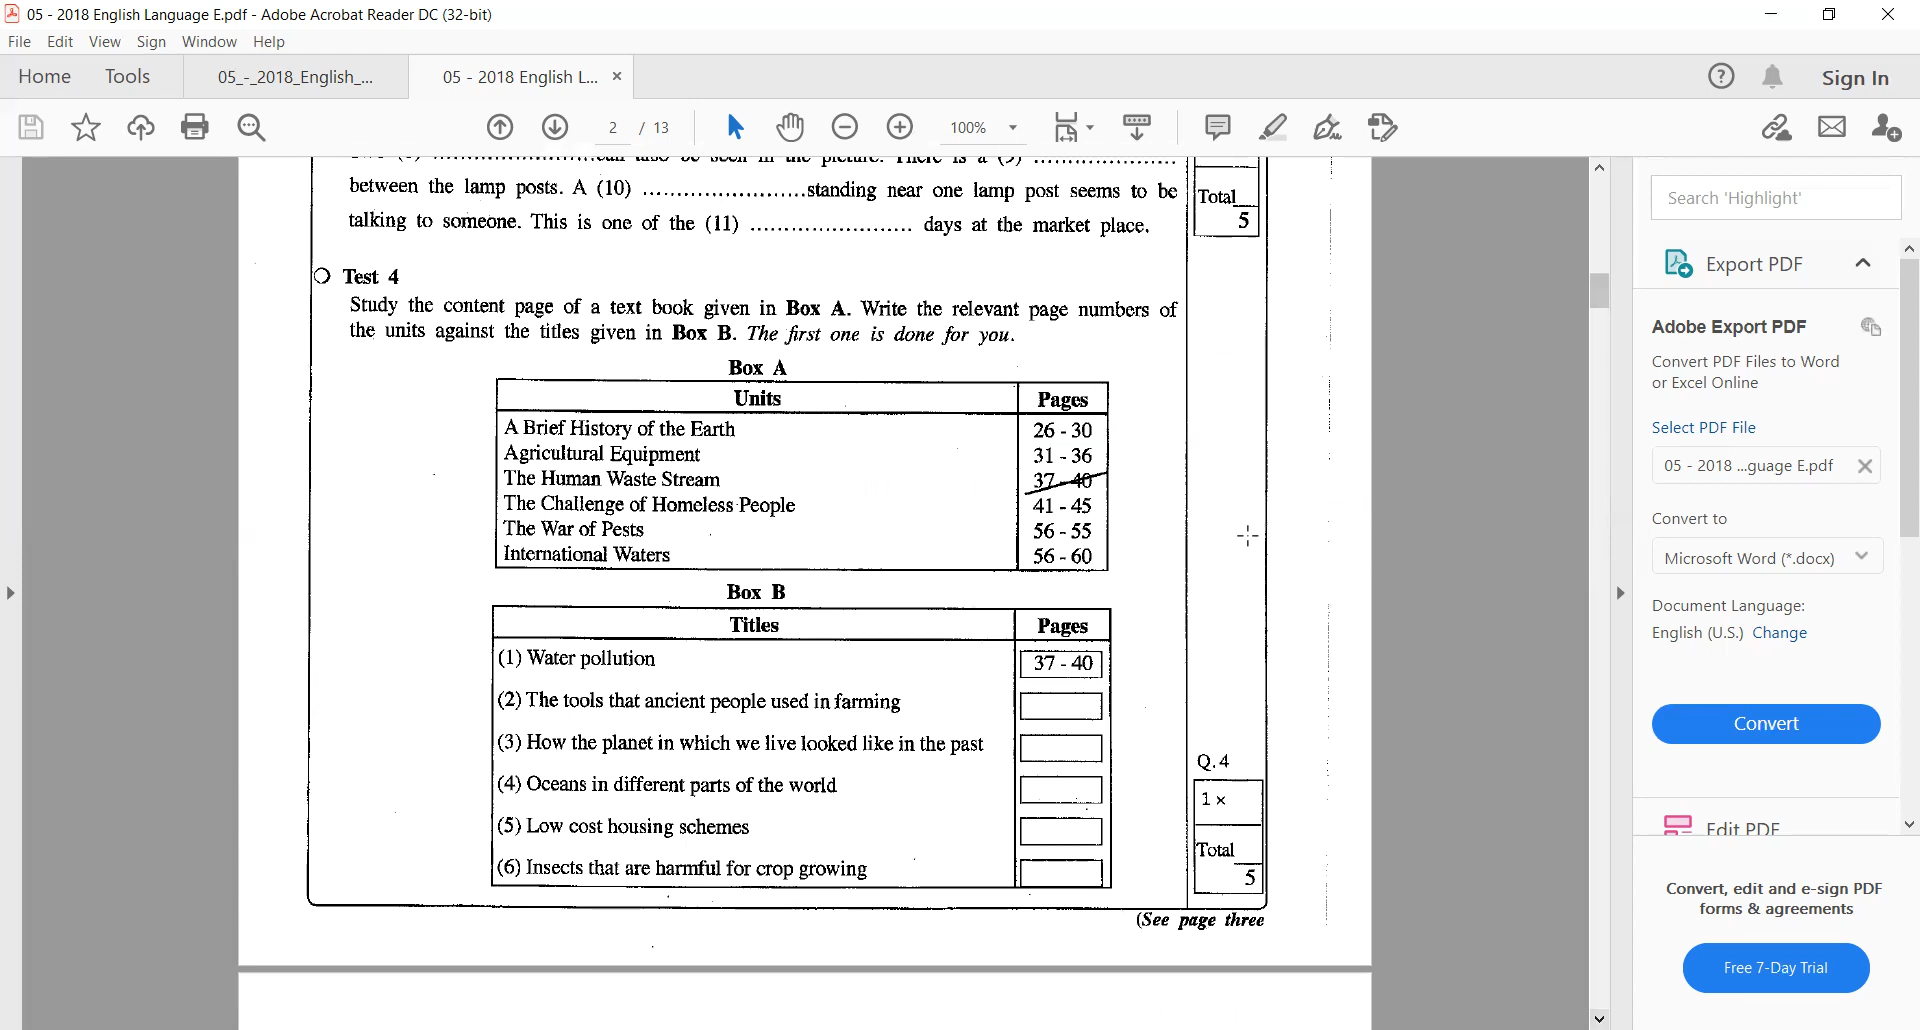 05 - 2018 English Language E.pdf - Adobe Acrobat Reader DC (32-bit)
File Edit View Sign Window Help
Home Tools 05_-_2018_English_... 05 - 2018 English L... × Sign In
2 / 13 100%
between the lamp posts. A (10) ........................standing near one lamp post seems to be
talking to someone. This is one of the (11) ........................ days at the market place.
Total
5
Test 4
Study the content page of a text book given in Box A. Write the relevant page numbers of
the units against the titles given in Box B. The first one is done for you.
Box A
Units Pages
A Brief History of the Earth 26 - 30
Agricultural Equipment 31 - 36
The Human Waste Stream 37 - 40
The Challenge of Homeless People 41 - 45
The War of Pests 56 - 55
International Waters 56 - 60
Box B
Titles Pages
(1) Water pollution 37 - 40
(2) The tools that ancient people used in farming
(3) How the planet in which we live looked like in the past
(4) Oceans in different parts of the world
(5) Low cost housing schemes
(6) Insects that are harmful for crop growing
Q.4
1 x
Total
5
(See page three
Search 'Highlight'
Export PDF
Adobe Export PDF
Convert PDF Files to Word
or Excel Online
Select PDF File
05 - 2018 ...guage E.pdf
Convert to
Microsoft Word (*.docx)
Document Language:
English (U.S.) Change
Convert
Edit PDF
Convert, edit and e-sign PDF
forms & agreements
Free 7-Day Trial